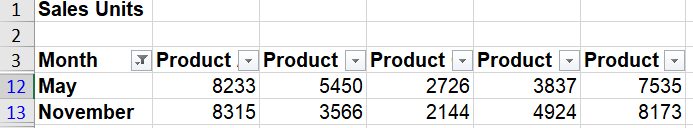 1 Sales Units
2
3 Month Product Product Product Product Product
12 May 8233 5450 2726 3837 7535
13 November 8315 3566 2144 4924 8173